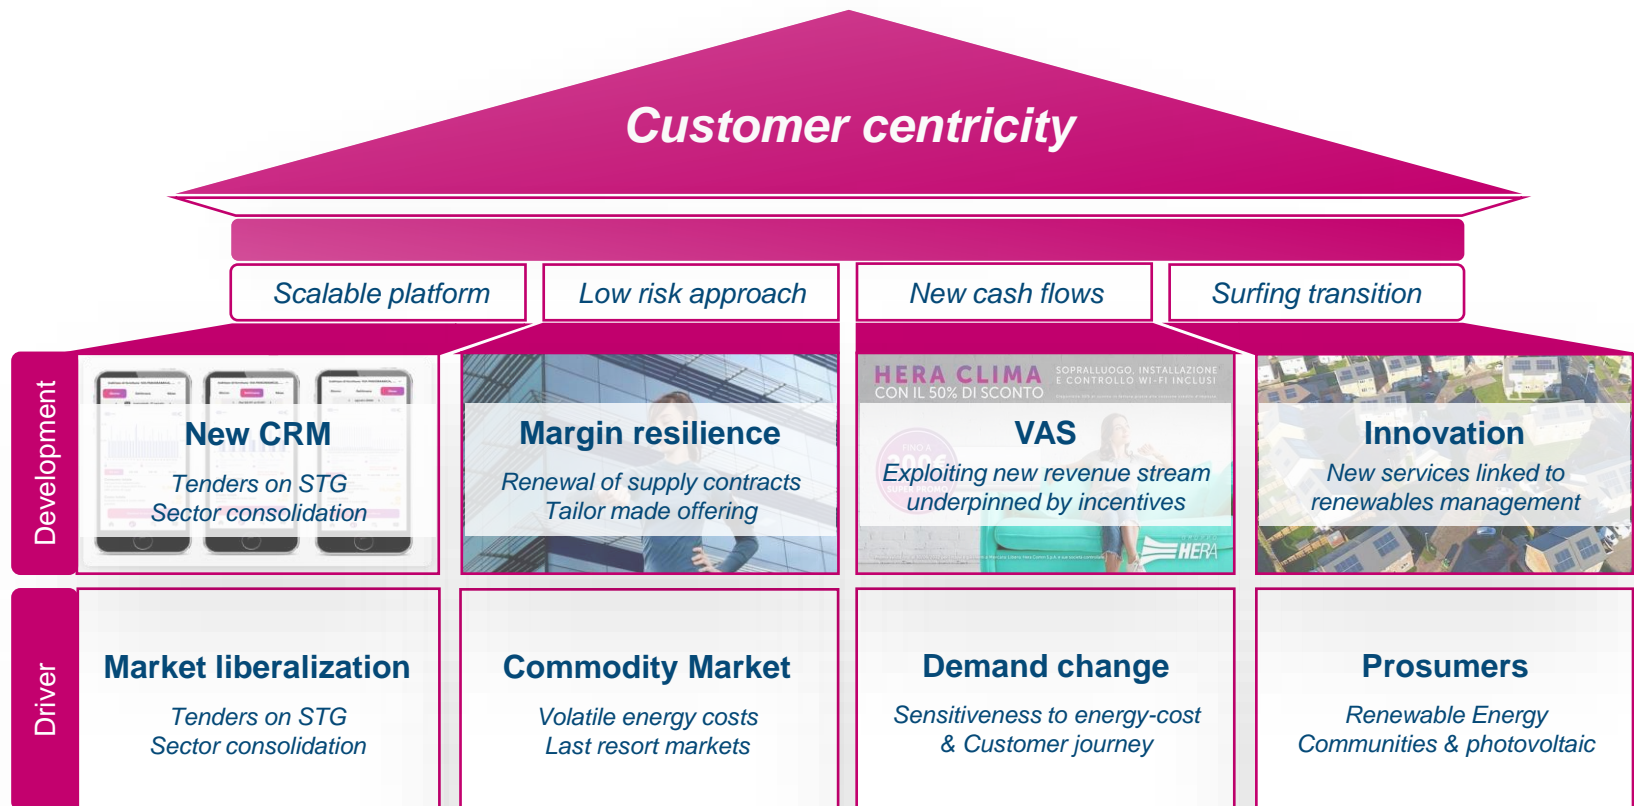 Customer centricity
Scalable platform
Low risk approach
New cash flows
Surfing transition
Development
New CRM
Tenders on STG
Sector consolidation
Margin resilience
Renewal of supply contracts
Tailor made offering
HERA CLIMA
CON IL 50% DI SCONTO
SOPRALLUOGO, INSTALLAZIONE
E CONTROLLO WI-FI INCLUSI
FINO A
SUPER PROMO
VAS
Exploiting new revenue stream
underpinned by incentives
HERA
Innovation
New services linked to
renewables management
Driver
Market liberalization
Tenders on STG
Sector consolidation
Commodity Market
Volatile energy costs
Last resort markets
Demand change
Sensitiveness to energy-cost
& Customer journey
Prosumers
Renewable Energy
Communities & photovoltaic